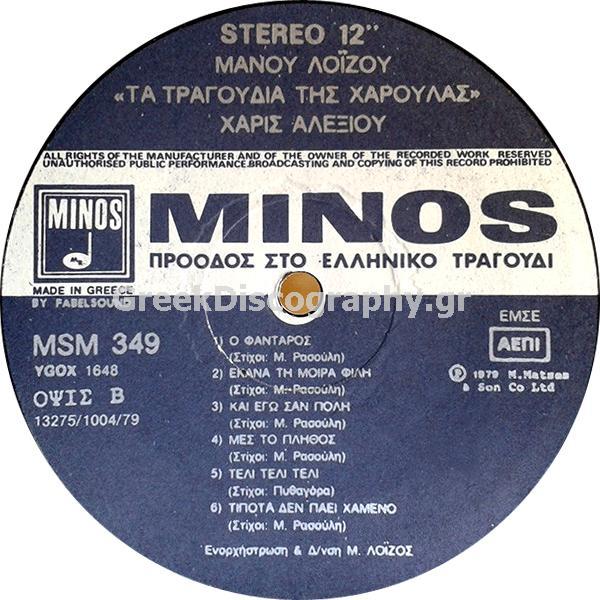 STEREO 12"
ΜΑΝΟΥ ΛΟΪΖΟΥ
«ΤΑ ΤΡΑΓΟΥΔΙΑ ΤΗΣ ΧΑΡΟΥΛΑΣ»
ΧΑΡΙΣ ΑΛΕΞΙΟΥ
ALL RIGHTS OF THE MANUFACTURER AND OF THE OWNER OF THE RECORDED WORK RESERVED
UNAUTHORISED PUBLIC PERFORMANCE.BROADCASTING AND COPYING OF THIS RECORD PROHIBITED
MINOS
MINOS
ΠΡΟΟΔΟΣ ΣΤΟ ΕΛΛΗΝΙΚΟ ΤΡΑΓΟΥΔΙ
MADE IN GREECE
BY FABELSOUND
GreekDiscography.gr
MSM 349
YGOX 1648
ΟΨΙΣ Β
13275/1004/79
ΕΜΣΕ
ΑΕΠΙ
Ⓟ 1979 M.Matsas
& Son Co Ltd
1) Ο ΦΑΝΤΑΡΟΣ
(Στίχοι: Μ. Ρασούλη)
2) ΕΚΑΝΑ ΤΗ ΜΟΙΡΑ ΦΙΛΗ
(Στίχοι: Μ. Ρασούλη)
3) ΚΑΙ ΕΓΩ ΣΑΝ ΠΟΛΗ
(Στίχοι: Μ. Ρασούλη)
4) ΜΕΣ ΤΟ ΠΛΗΘΟΣ
(Στίχοι: Μ. Ρασούλη)
5) ΤΕΛΙ ΤΕΛΙ ΤΕΛΙ
(Στίχοι: Πυθαγόρα)
6) ΤΙΠΟΤΑ ΔΕΝ ΠΑΕΙ ΧΑΜΕΝΟ
(Στίχοι: Μ. Ρασούλη)
Ενορχήστρωση & Δ/νση Μ. ΛΟΪΖΟΣ